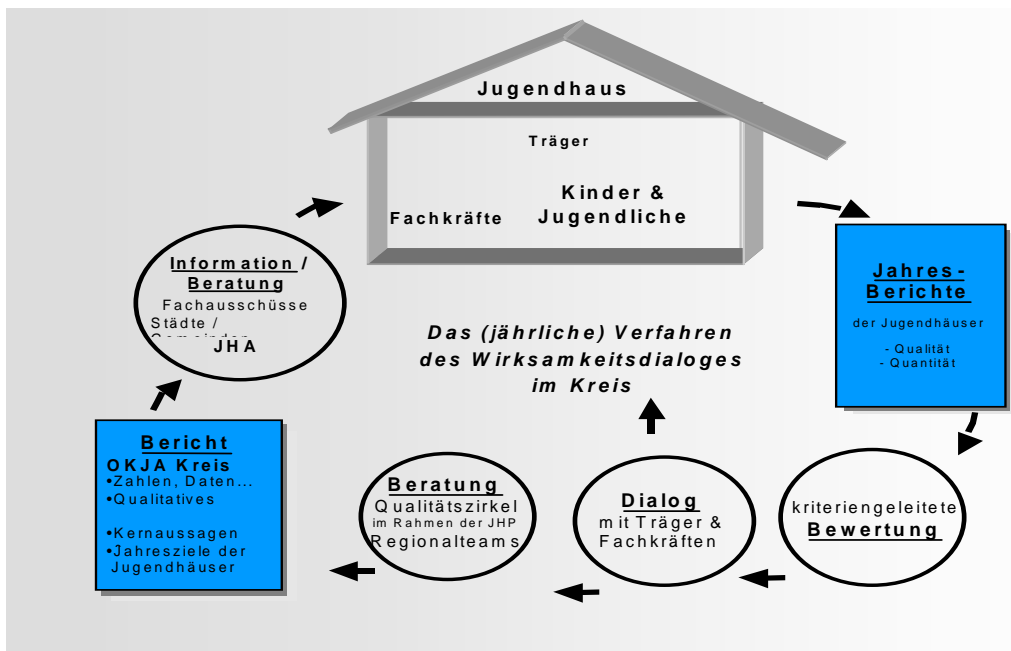 Jugendhaus
Träger
Kinder &
Jugendliche
Fachkräfte
Jahres-
Berichte
der Jugendhäuser
- Qualität
- Quantität
kriteriengeleitete
Bewertung
Dialog
mit Träger &
Fachkräften
Beratung
Qualitätszirkel
im Rahmen der JHP
Regionalteams
Bericht
OKJA Kreis
•Zahlen, Daten...
•Qualitatives
•Kernaussagen
•Jahresziele der
Jugendhäuser
Information /
Beratung
Fachausschüsse
Städte /
JHA
Das (jährliche) Verfahren
des Wirksamkeitsdialoges
im Kreis